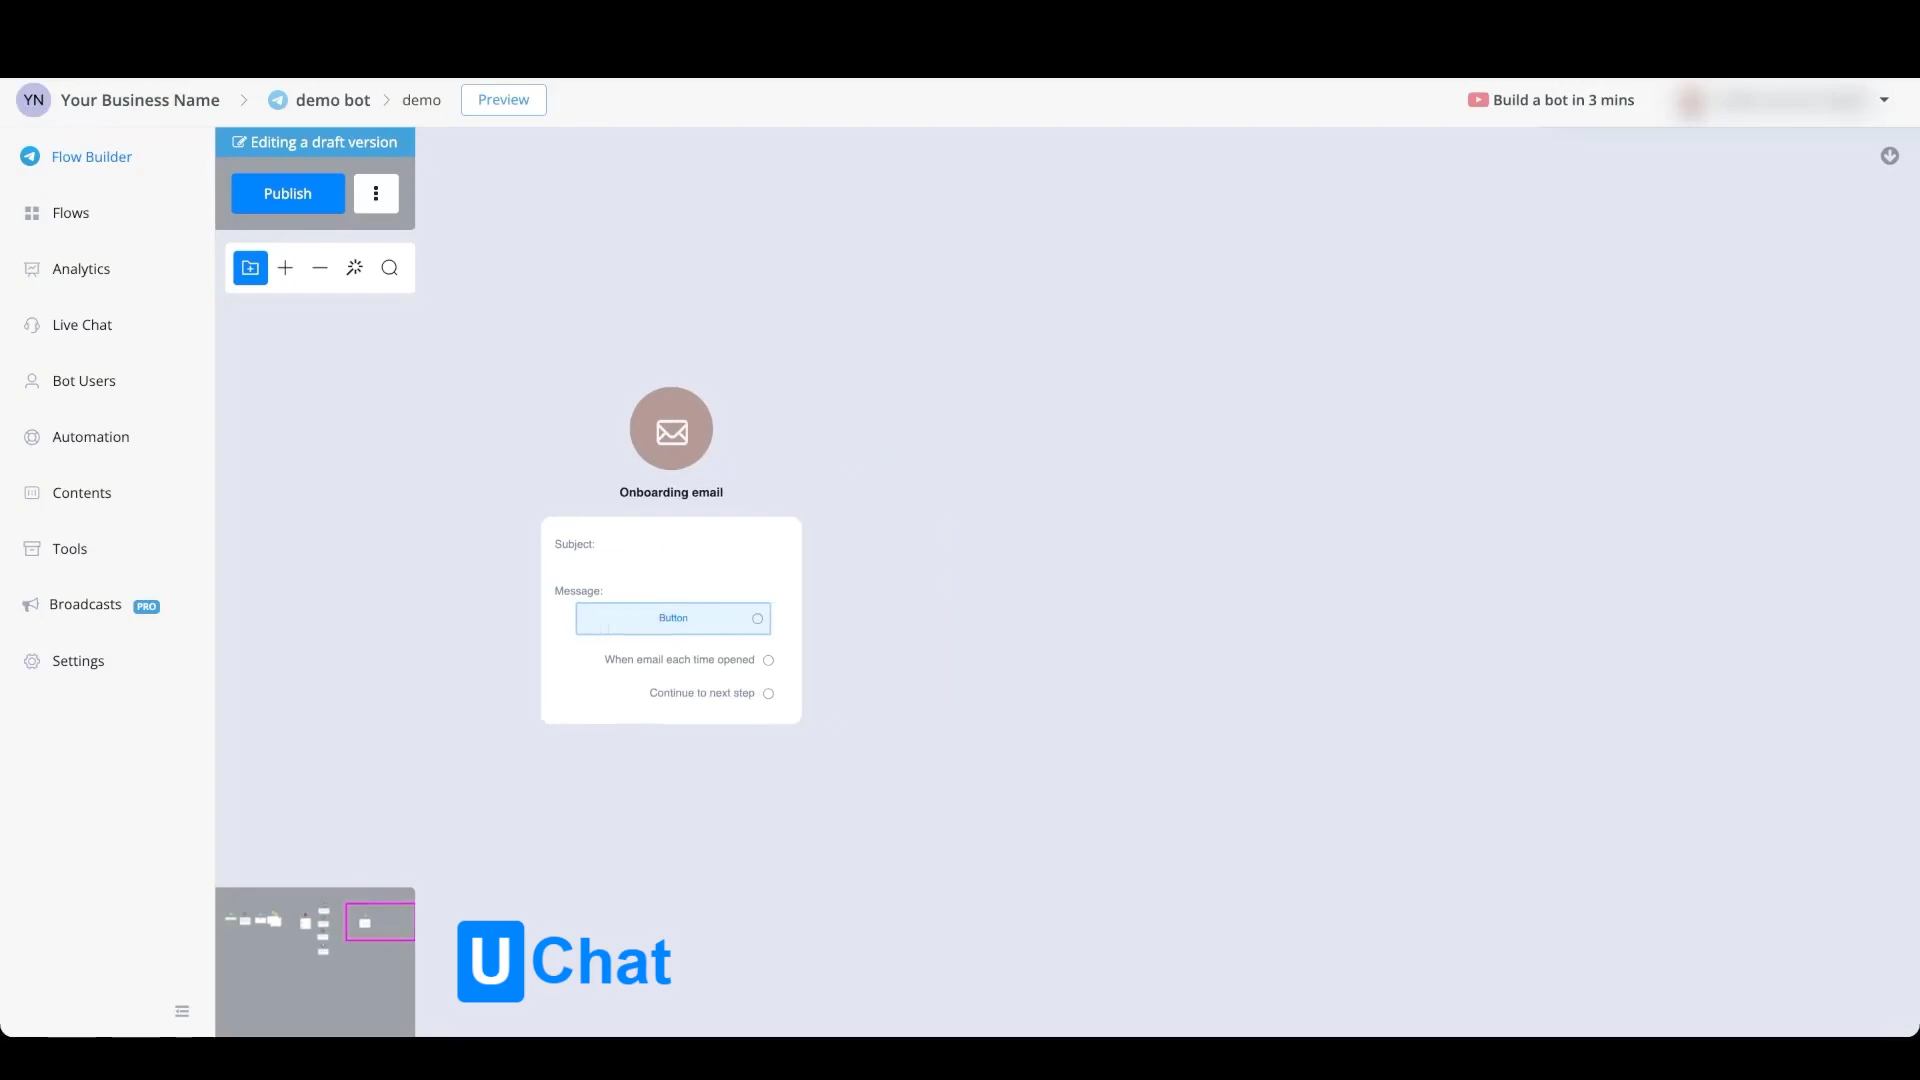 YN Your Business Name > demo bot > demo Preview
Build a bot in 3 mins
Flow Builder
Flows
Analytics
Live Chat
Bot Users
Automation
Contents
Tools
Broadcasts PRO
Settings
Editing a draft version
Publish
Onboarding email
Subject:
Message:
Button
When email each time opened
Continue to next step
U Chat